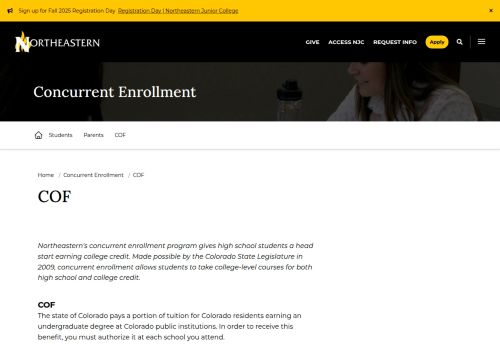 Sign up for Fall 2025 Registration Day Registration Day | Northeastern Junior College ×
NORTHEASTERN GIVE ACCESS NJC REQUEST INFO Apply
Concurrent Enrollment
Students Parents COF
Home / Concurrent Enrollment / COF
COF
Northeastern's concurrent enrollment program gives high school students a head
start earning college credit. Made possible by the Colorado State Legislature in
2009, concurrent enrollment allows students to take college-level courses for both
high school and college credit.
COF
The state of Colorado pays a portion of tuition for Colorado residents earning an
undergraduate degree at Colorado public institutions. In order to receive this
benefit, you must authorize it at each school you attend.